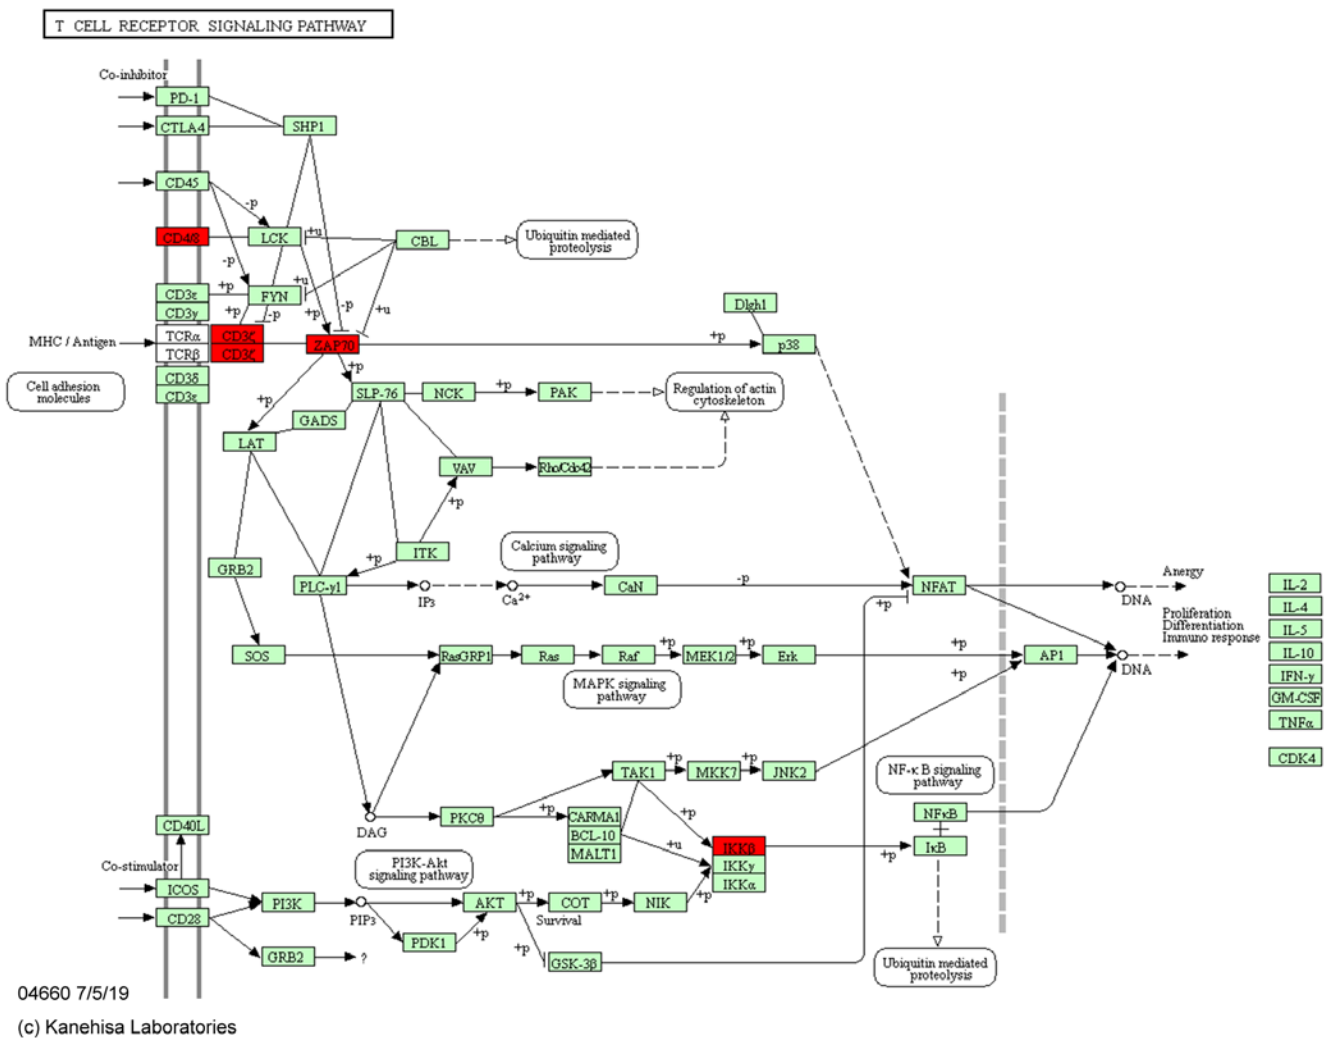 T CELL RECEPTOR SIGNALING PATHWAY
Co-inhibitor
PD-1
CTLA4
SHP1
CD45
-p
CD4/8
LCK
+u
CBL
Ubiquitin mediated
proteolysis
-p
CD3ε
+p
FYN
+u
CD3γ
+p
-p
+p
-p
+u
Dlgh1
MHC / Antigen
TCRα
CD3ζ
ZAP70
+p
p38
TCRβ
CD3ζ
+p
Cell adhesion
molecules
CD3δ
CD3ε
+p
SLP-76
NCK
+p
PAK
Regulation of actin
cytoskeleton
GADS
LAT
VAV
Rho/Cdc42
+p
GRB2
+p
ITK
Calcium signaling
pathway
PLC-γ1
IP3
Ca2+
CaN
-p
NFAT
+p
DNA
Anergy
Proliferation
Differentiation
Immuno response
IL-2
IL-4
IL-5
IL-10
IFN-γ
GM-CSF
TNFα
CDK4
SOS
RasGRP1
Ras
Raf
+p
MEK1/2
+p
Erk
+p
AP1
DNA
MAPK signaling
pathway
+p
TAK1
+p
MKK7
+p
JNK2
NF-κB signaling
pathway
DAG
PKCθ
+p
CARMA1
BCL-10
MALT1
+p
+u
IKKβ
IKKγ
IKKα
+p
NFκB
IκB
CD40L
Co-stimulator
ICOS
CD28
PI3K-Akt
signaling pathway
PI3K
PIP3
AKT
+p
COT
+p
NIK
+p
Survival
PDK1
+p
+p
GSK-3β
GRB2
?
Ubiquitin mediated
proteolysis
04660 7/5/19
(c) Kanehisa Laboratories